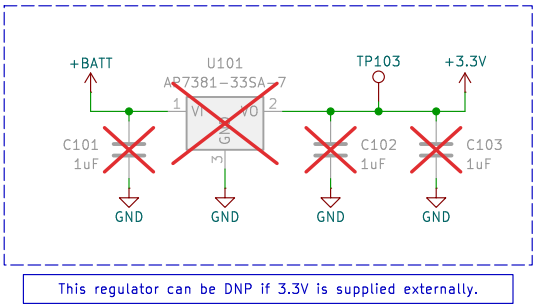 U101
+BATT
TP103
+3.3V
AP7381-33SA-7
1
VI
VO
2
GND
3
C101
1uF
C102
1uF
C103
1uF
GND
GND
GND
GND
This regulator can be DNP if 3.3V is supplied externally.